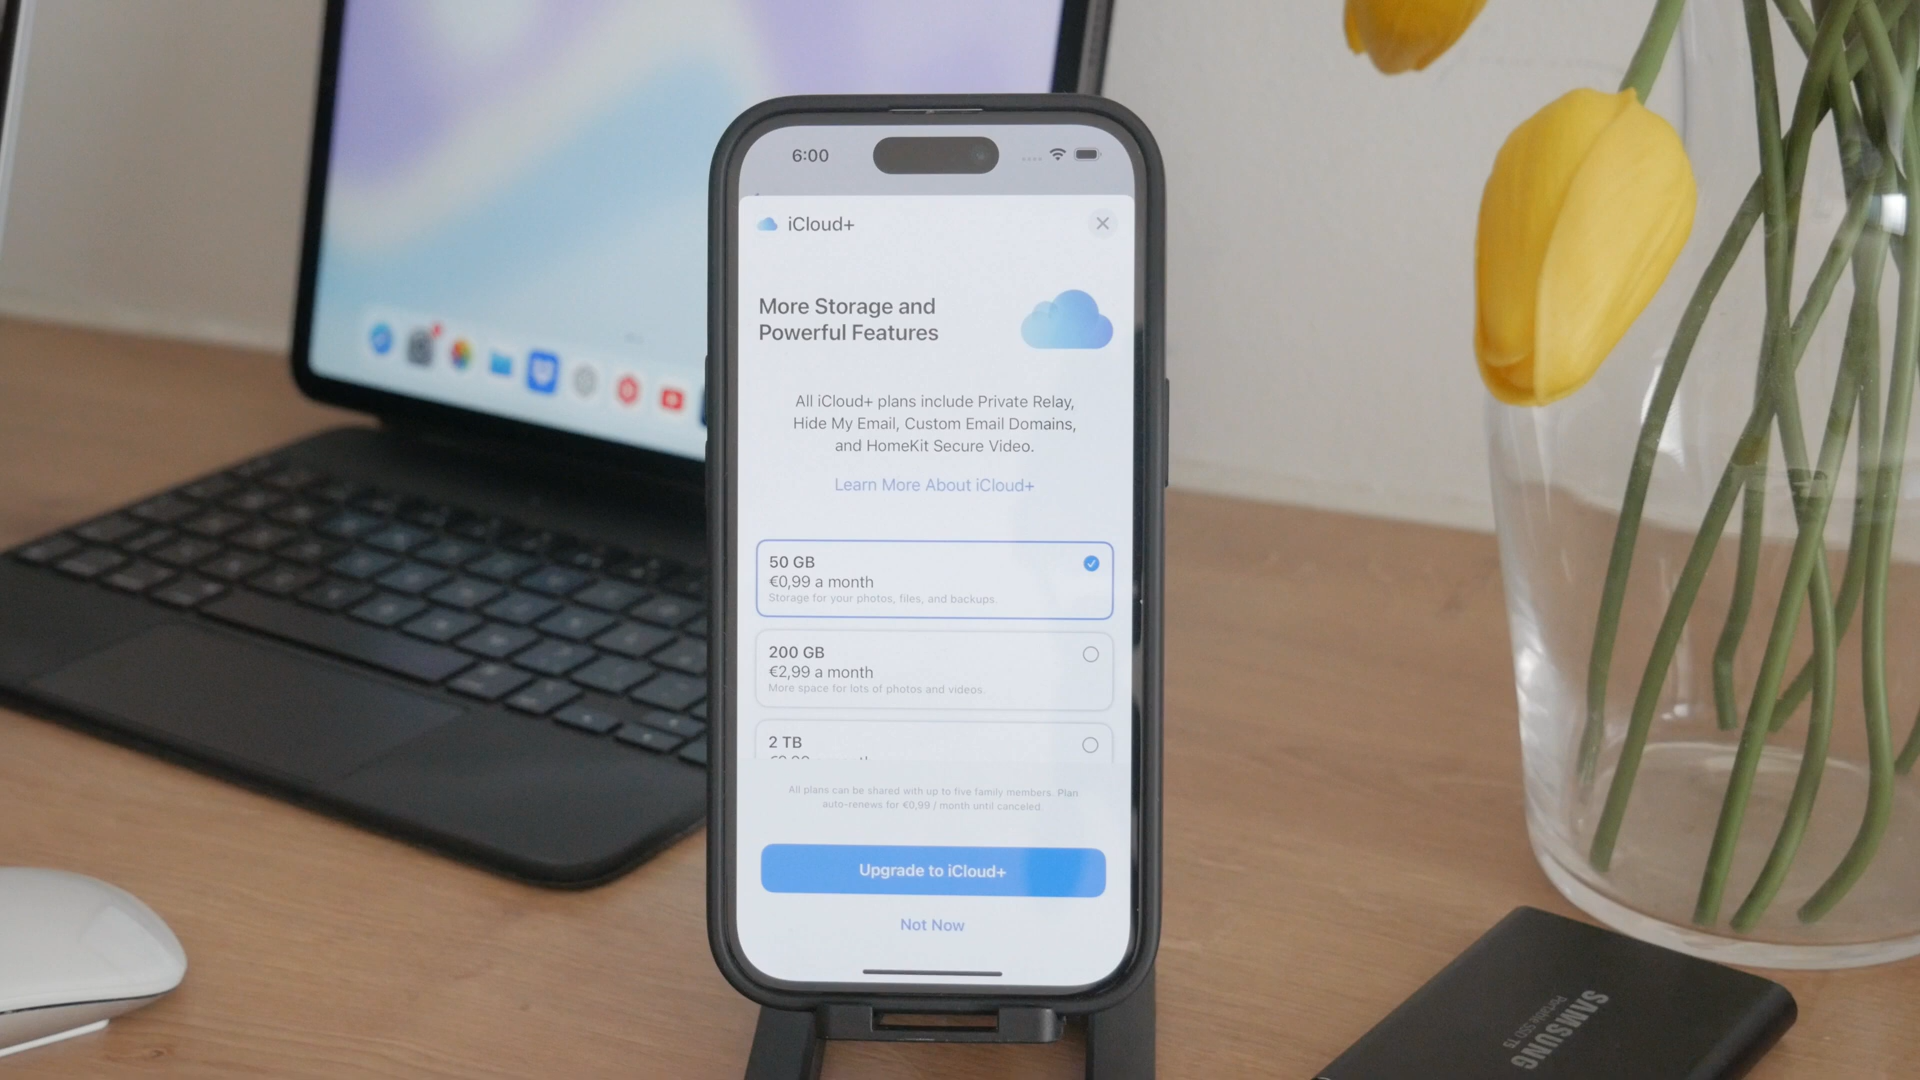 6:00
iCloud+
More Storage and
Powerful Features
All iCloud+ plans include Private Relay,
Hide My Email, Custom Email Domains,
and HomeKit Secure Video.
Learn More About iCloud+
50 GB
€0,99 a month
Storage for your photos, files, and backups.
200 GB
€2,99 a month
More space for lots of photos and videos.
2 TB
All plans can be shared with up to five family members. Plan
auto-renews for €0,99 / month until canceled.
Upgrade to iCloud+
Not Now
SAMSUNG
Portable SSD T5